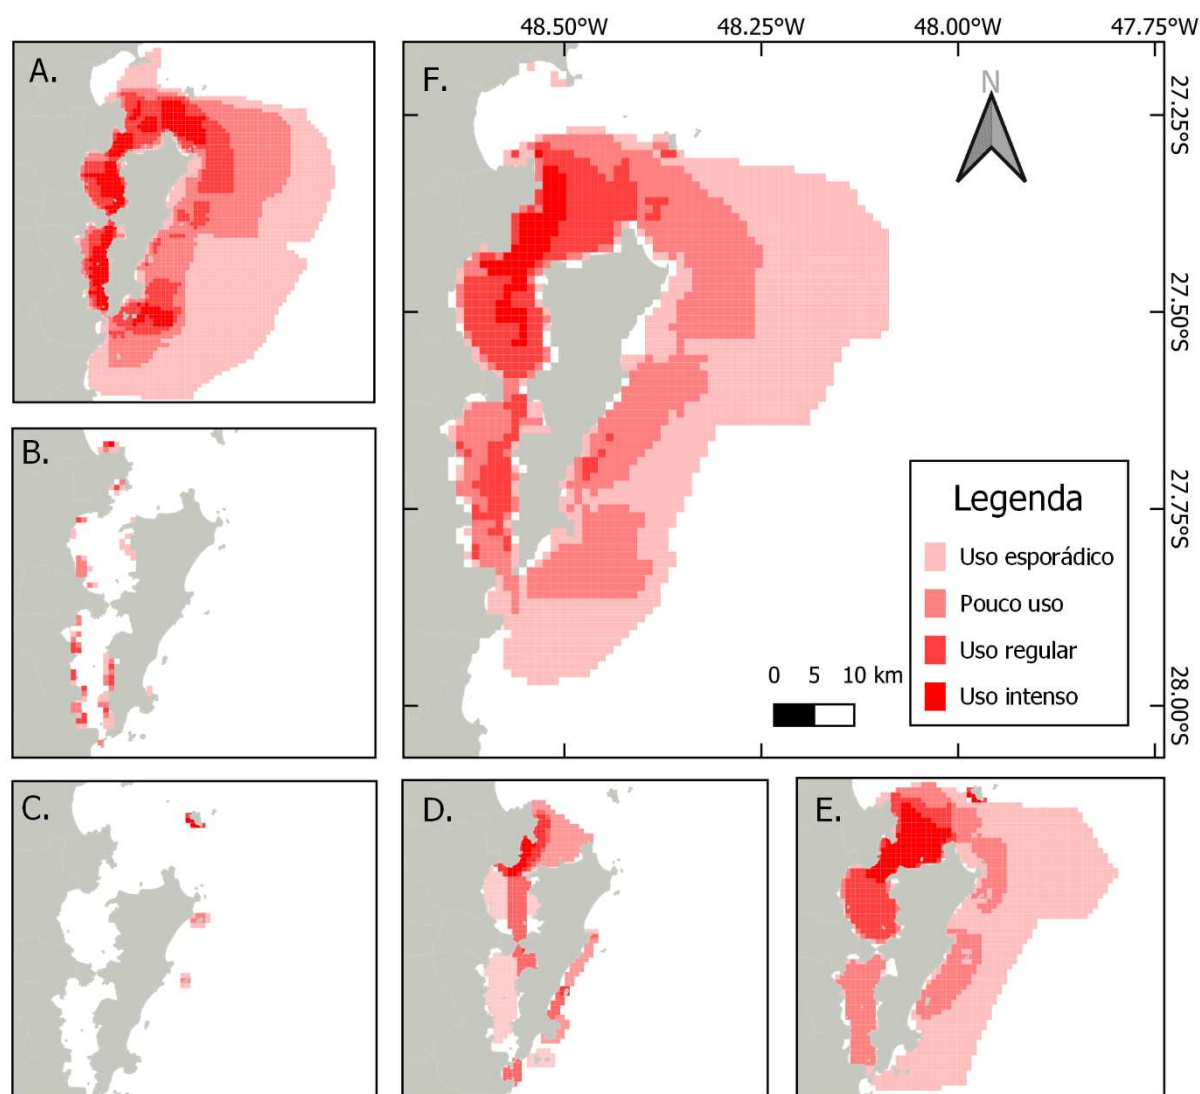 48.50°W 48.25°W 48.00°W 47.75°W
A.
F.
N
27.25°S
27.50°S
B.
Legenda
27.75°S
Uso esporádico
Pouco uso
Uso regular
0 5 10 km
Uso intenso
28.00°S
C.
D.
E.